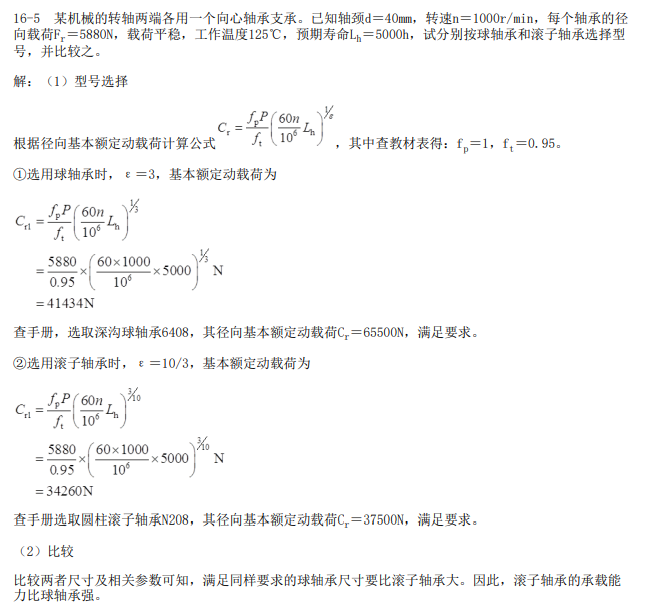 16-5 某机械的转轴两端各用一个向心轴承支承。已知轴颈d=40mm,转速n=1000r/min,每个轴承的径
向载荷Fr=5880N,载荷平稳,工作温度125℃,预期寿命Lh=5000h,试分别按球轴承和滚子轴承选择型
号,并比较之。
解:(1)型号选择
根据径向基本额定动载荷计算公式 Cr = fpP/ft (60n/10^6 Lh)^1/ε ,其中查教材表得:fp=1,ft=0.95。
①选用球轴承时,ε=3,基本额定动载荷为
Cr1 = fpP/ft (60n/10^6 Lh)^1/3
= 5880/0.95 × (60×1000/10^6 × 5000)^1/3 N
= 41434N
查手册,选取深沟球轴承6408,其径向基本额定动载荷Cr=65500N,满足要求。
②选用滚子轴承时,ε=10/3,基本额定动载荷为
Cr1 = fpP/ft (60n/10^6 Lh)^3/10
= 5880/0.95 × (60×1000/10^6 × 5000)^3/10 N
= 34260N
查手册选取圆柱滚子轴承N208,其径向基本额定动载荷Cr=37500N,满足要求。
(2)比较
比较两者尺寸及相关参数可知,满足同样要求的球轴承尺寸要比滚子轴承大。因此,滚子轴承的承载能
力比球轴承强。